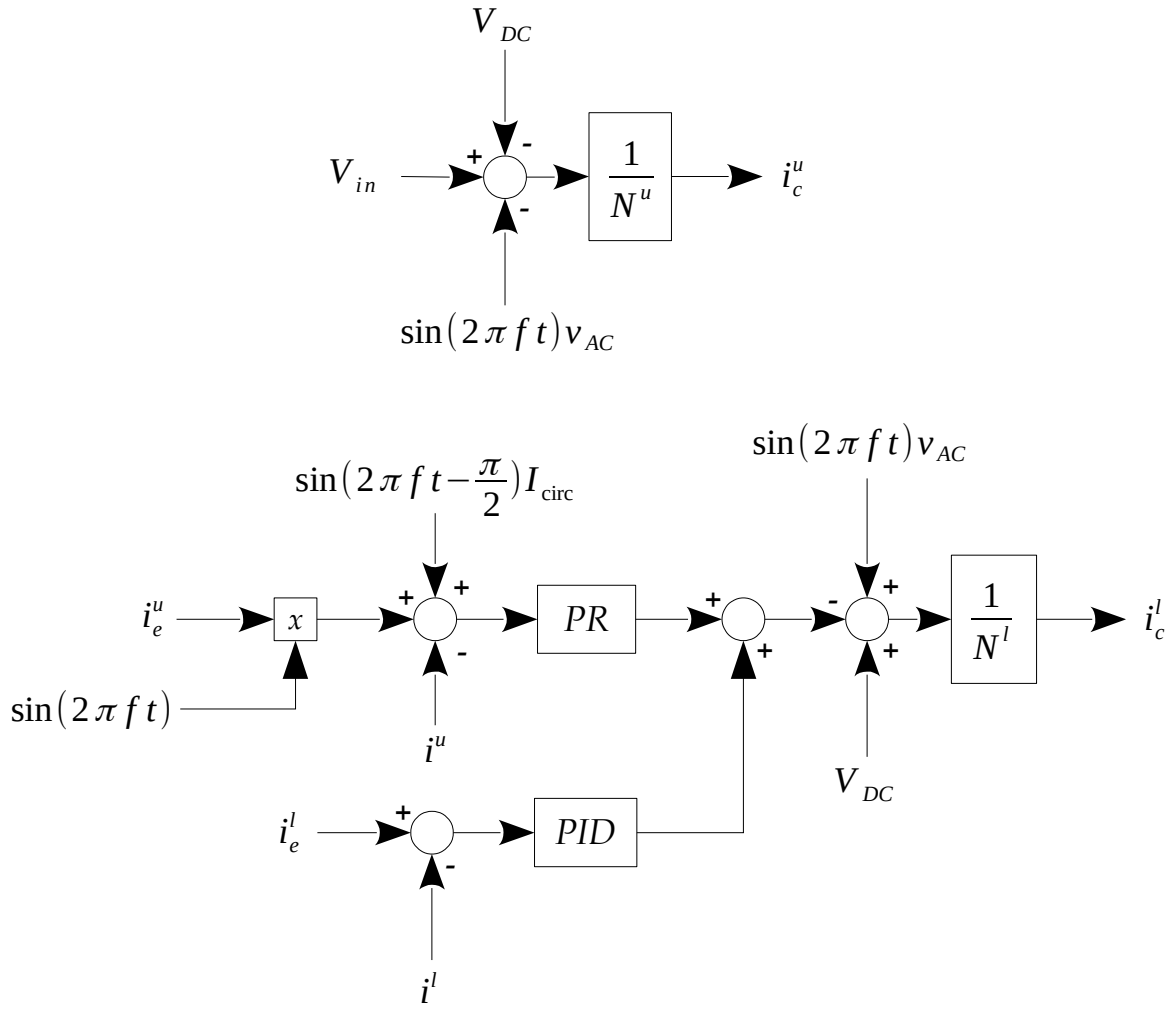 V_DC
+ -
V_in
1/N^u
i_c^u
-
sin(2πft)v_AC
sin(2πft)v_AC
sin(2πft−π/2)I_circ
+ + + - +
i_e^u
x
PR
1/N^l
i_c^l
- + +
sin(2πft)
i^u
V_DC
+
i_e^l
PID
-
i^l